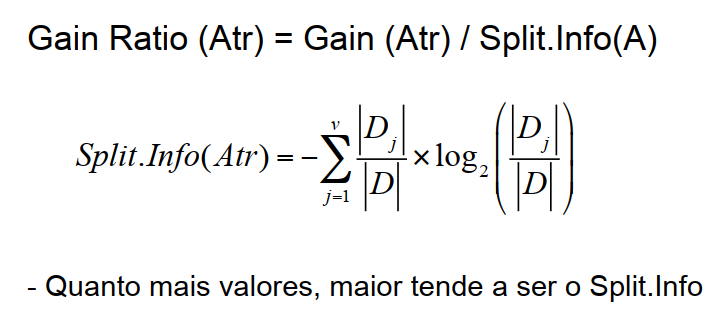 Gain Ratio (Atr) = Gain (Atr) / Split.Info(A)
Split.Info(Atr) = −∑_{j=1}^{v} |D_j|/|D| × log_2(|D_j|/|D|)
- Quanto mais valores, maior tende a ser o Split.Info